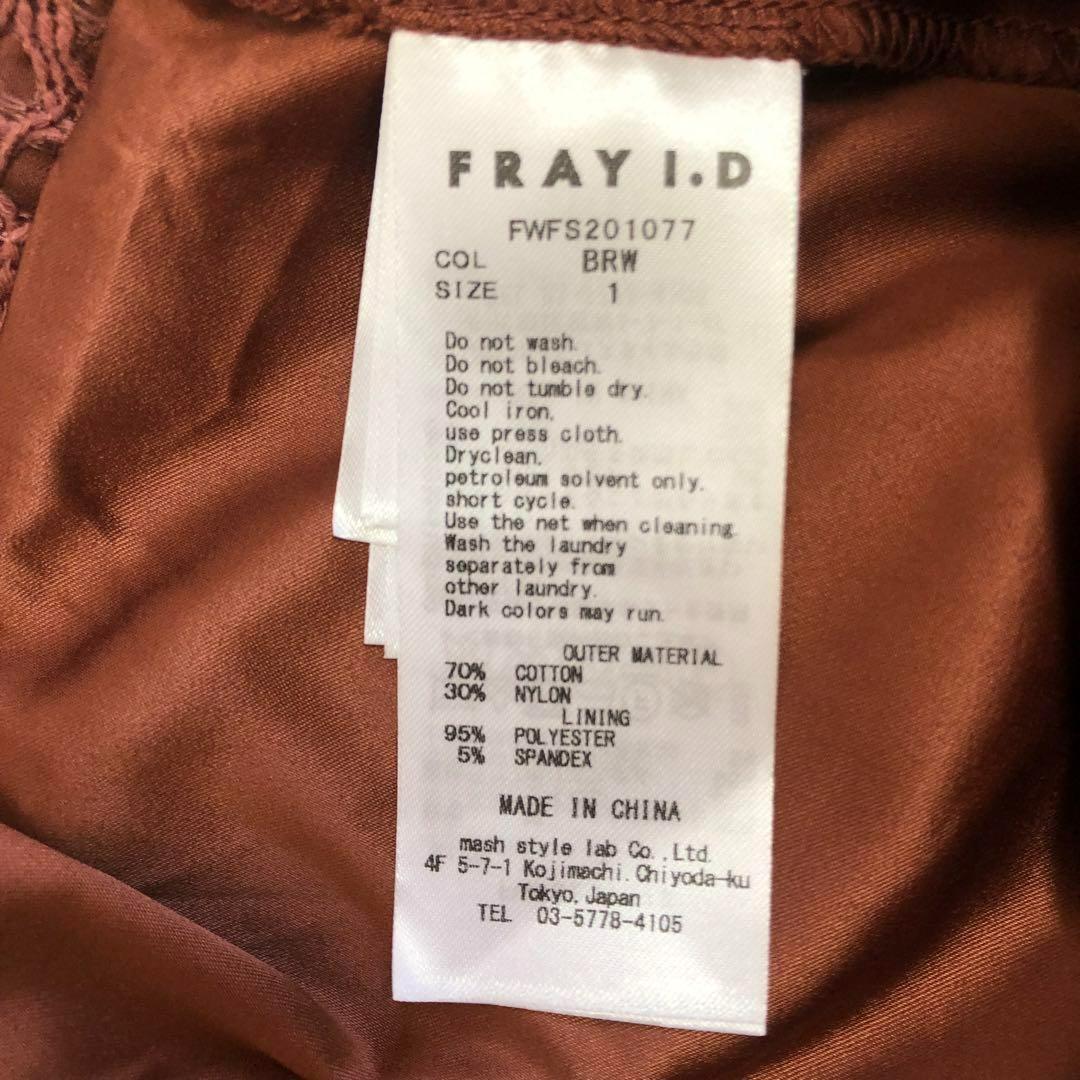 FRAY I.D
FWFS201077
COL BRW
SIZE 1
Do not wash.
Do not bleach.
Do not tumble dry.
Cool iron.
use press cloth.
Dryclean.
petroleum solvent only.
short cycle.
Use the net when cleaning.
Wash the laundry
separately from
other laundry.
Dark colors may run.
OUTER MATERIAL
70% COTTON
30% NYLON
LINING
95% POLYESTER
5% SPANDEX
MADE IN CHINA
mash style lab Co.,Ltd.
4F 5-7-1 Kojimachi.Chiyoda-ku
Tokyo.Japan
TEL 03-5778-4105